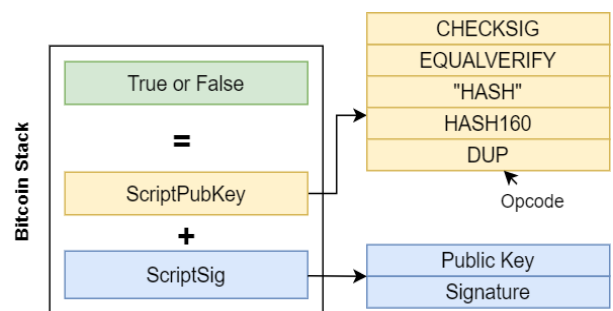 Bitcoin Stack
True or False
=
ScriptPubKey
+
ScriptSig
CHECKSIG
EQUALVERIFY
"HASH"
HASH160
DUP
Opcode
Public Key
Signature